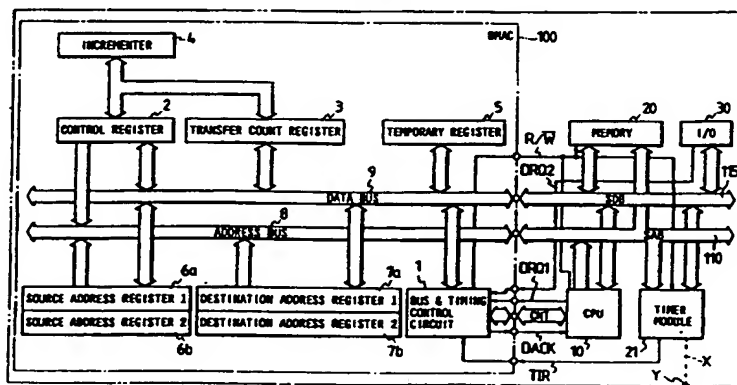 DMAC 100
INCREMENTER 4
CONTROL REGISTER 2
TRANSFER COUNT REGISTER 3
TEMPORARY REGISTER 5
R/W̅
MEMORY 20
I/O 30
DRQ2
115
9
DATA BUS
SDB
8
ADDRESS BUS
SAB
110
DRQ1
6a
SOURCE ADDRESS REGISTER 1
SOURCE ADDRESS REGISTER 2
6b
7a
DESTINATION ADDRESS REGISTER 1
DESTINATION ADDRESS REGISTER 2
7b
1
BUS & TIMING
CONTROL
CIRCUIT
CNT
CPU
10
TIMER
MODULE
21
DACK
TIR
X
Y